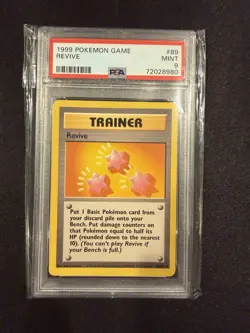 1999 POKEMON GAME #89
REVIVE MINT
PSA 9
72028980
TRAINER
Revive
Put 1 Basic Pokémon card from your
discard pile onto your
Bench. Put damage counters on
that Pokémon equal to half its
HP (rounded down to the nearest
10). (You can't play Revive if
your Bench is full.)